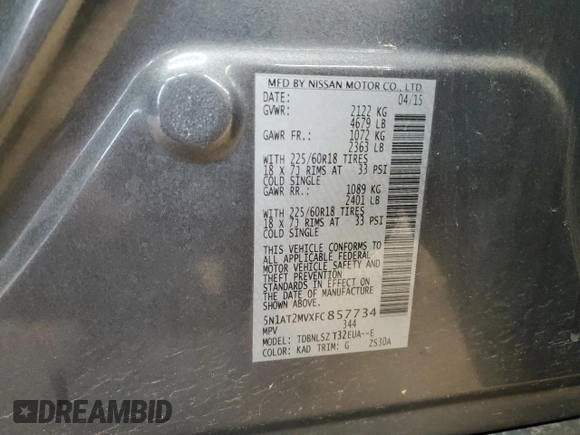 MFD BY NISSAN MOTOR CO., LTD.
DATE: 04/15
GVWR: 2122 KG
4679 LB
GAWR FR.: 1072 KG
2363 LB
WITH 225/60R18 TIRES
18 X 7J RIMS AT 33 PSI
COLD SINGLE
GAWR RR.: 1089 KG
2401 LB
WITH 225/60R18 TIRES
18 X 7J RIMS AT 33 PSI
COLD SINGLE
THIS VEHICLE CONFORMS TO
ALL APPLICABLE FEDERAL
MOTOR VEHICLE SAFETY AND
THEFT PREVENTION
STANDARDS IN EFFECT ON
THE DATE OF MANUFACTURE
SHOWN ABOVE.
5N1AT2MVXFC857734
344
MPV
MODEL: TDBNLSZ T32EUA--E
COLOR: KAD TRIM: G ZS30A
DREAMBID